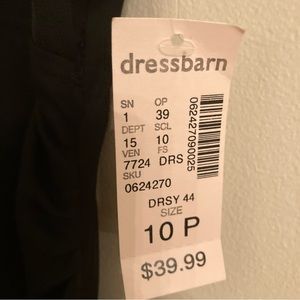 dressbarn
SN OP
1 39
DEPT SCL
15 10
VEN FS
7724 DRS
SKU
0624270
062427090025
DRSY 44
SIZE
10 P
$39.99